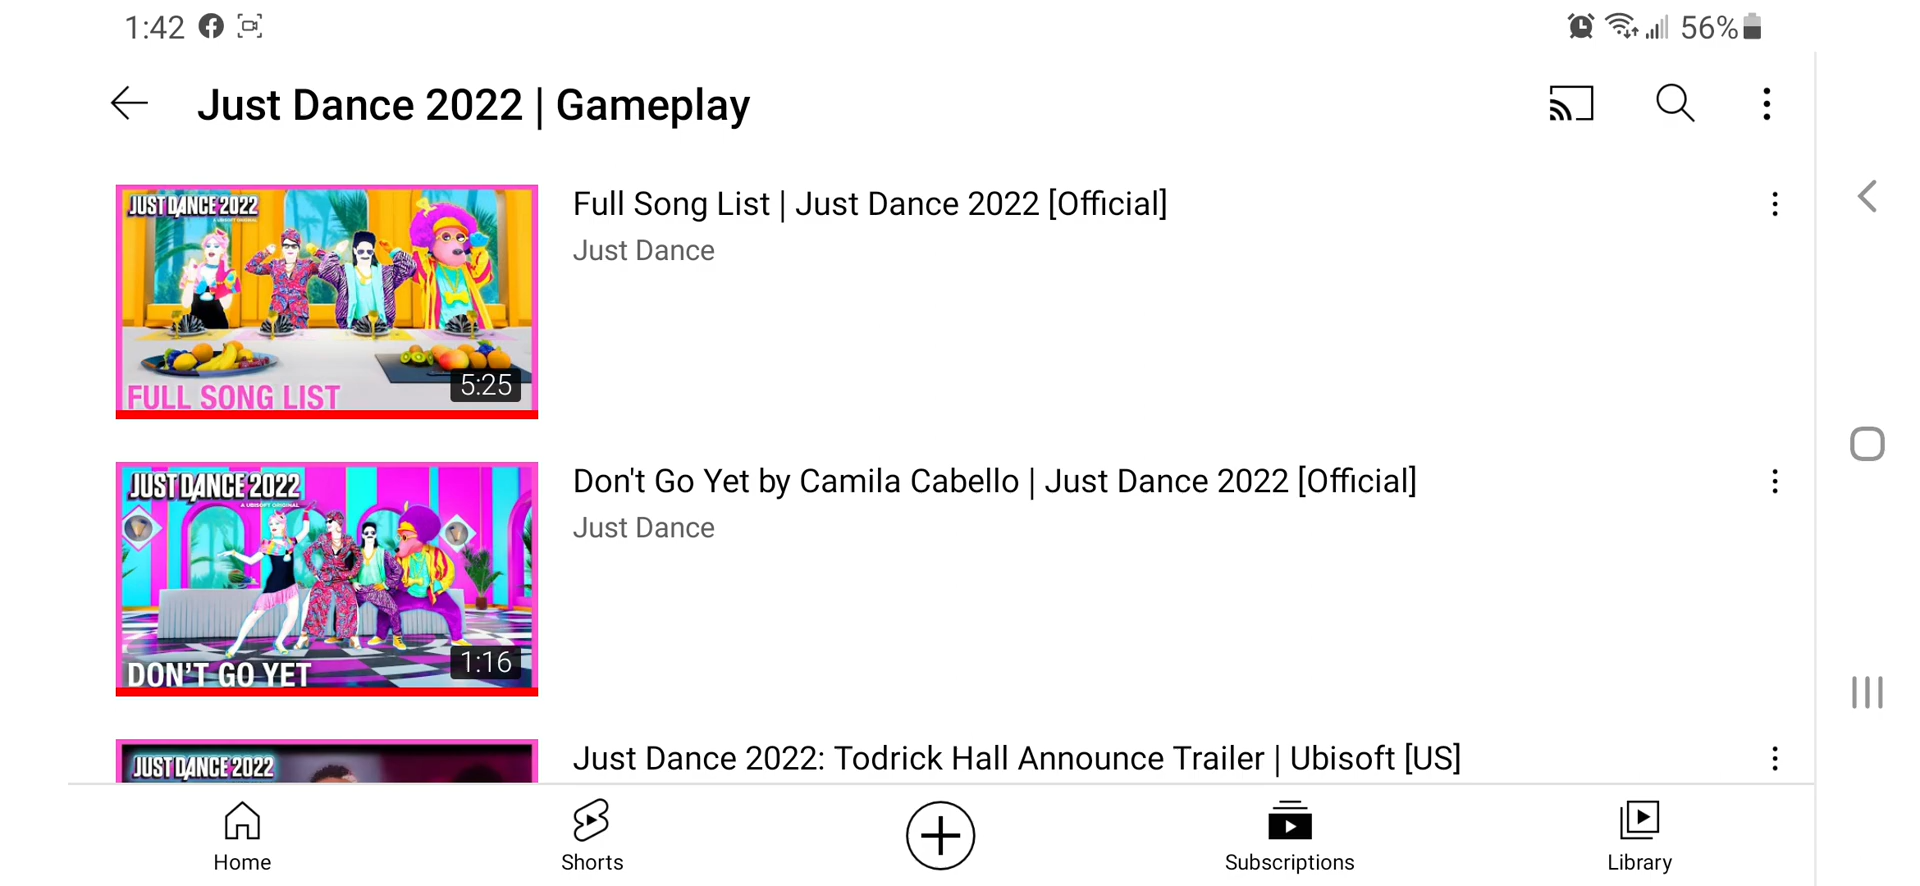 1:42
56%
Just Dance 2022 | Gameplay
JUST DANCE 2022
FULL SONG LIST
5:25
Full Song List | Just Dance 2022 [Official]
Just Dance
JUST DANCE 2022
A UBISOFT ORIGINAL
DON'T GO YET
1:16
Don't Go Yet by Camila Cabello | Just Dance 2022 [Official]
Just Dance
JUST DANCE 2022
Just Dance 2022: Todrick Hall Announce Trailer | Ubisoft [US]
Home
Shorts
Subscriptions
Library